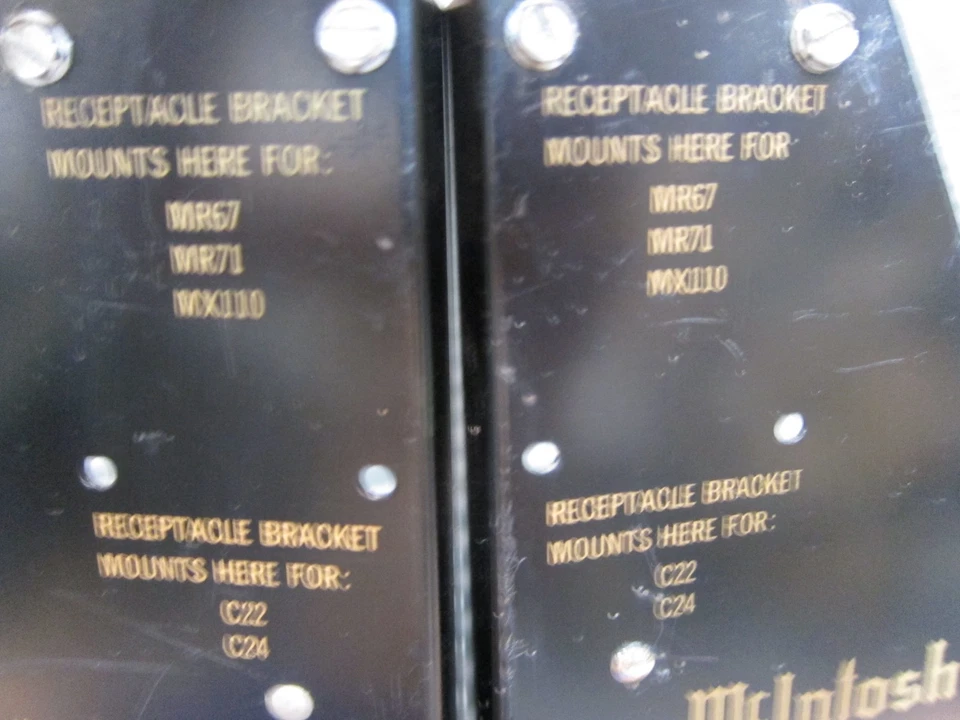 RECEPTACLE BRACKET
MOUNTS HERE FOR:
MR67
MR71
MX110
RECEPTACLE BRACKET
MOUNTS HERE FOR:
C22
C24
RECEPTACLE BRACKET
MOUNTS HERE FOR
MR67
MR71
MX110
RECEPTACLE BRACKET
MOUNTS HERE FOR:
C22
C24
McIntosh